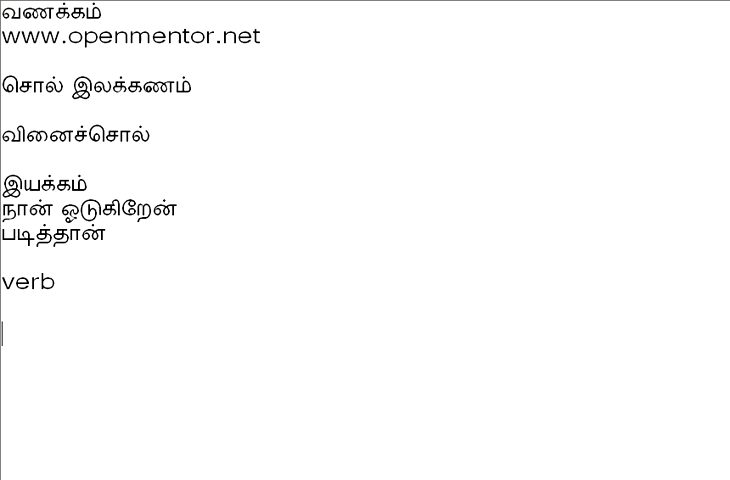 வணக்கம்
www.openmentor.net
சொல் இலக்கணம்
வினைச்சொல்
இயக்கம்
நான் ஓடுகிறேன்
படித்தான்
verb